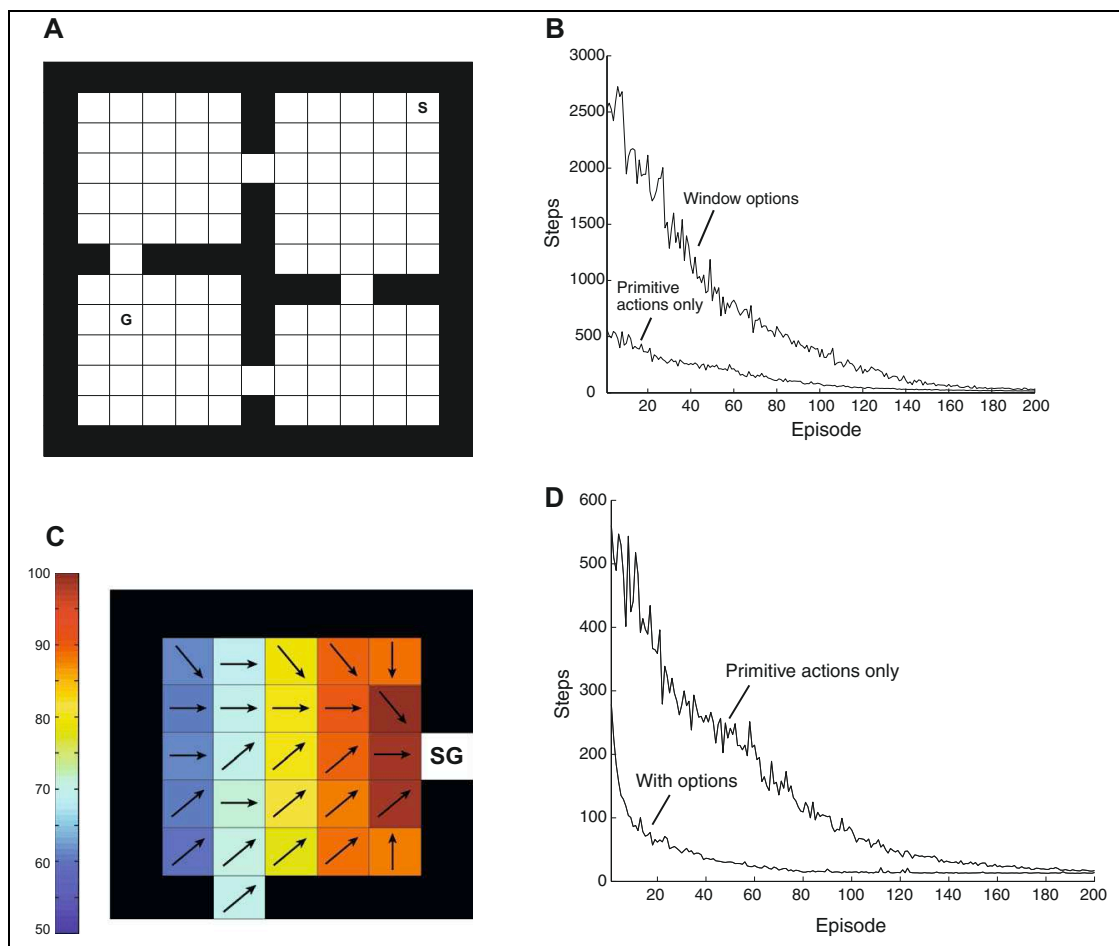 A
S
G
B
3000
2500
2000
1500
1000
500
0
Steps
Window options
Primitive
actions only
20 40 60 80 100 120 140 160 180 200
Episode
C
100
90
80
70
60
50
SG
D
600
500
400
300
200
100
0
Steps
Primitive actions only
With options
20 40 60 80 100 120 140 160 180 200
Episode